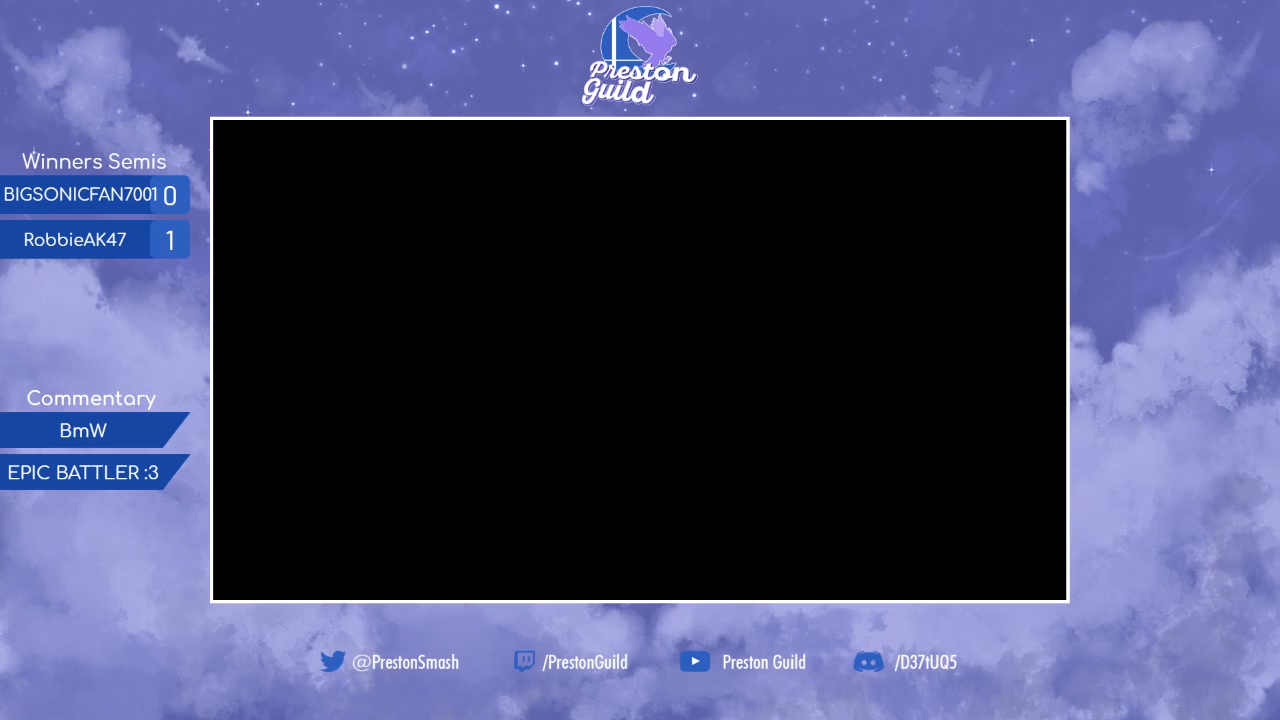 Preston
Guild
Winners Semis
BIGSONICFAN7001 0
RobbieAK47 1
Commentary
BmW
EPIC BATTLER :3
@PrestonSmash
/PrestonGuild
Preston Guild
/D37tUQ5